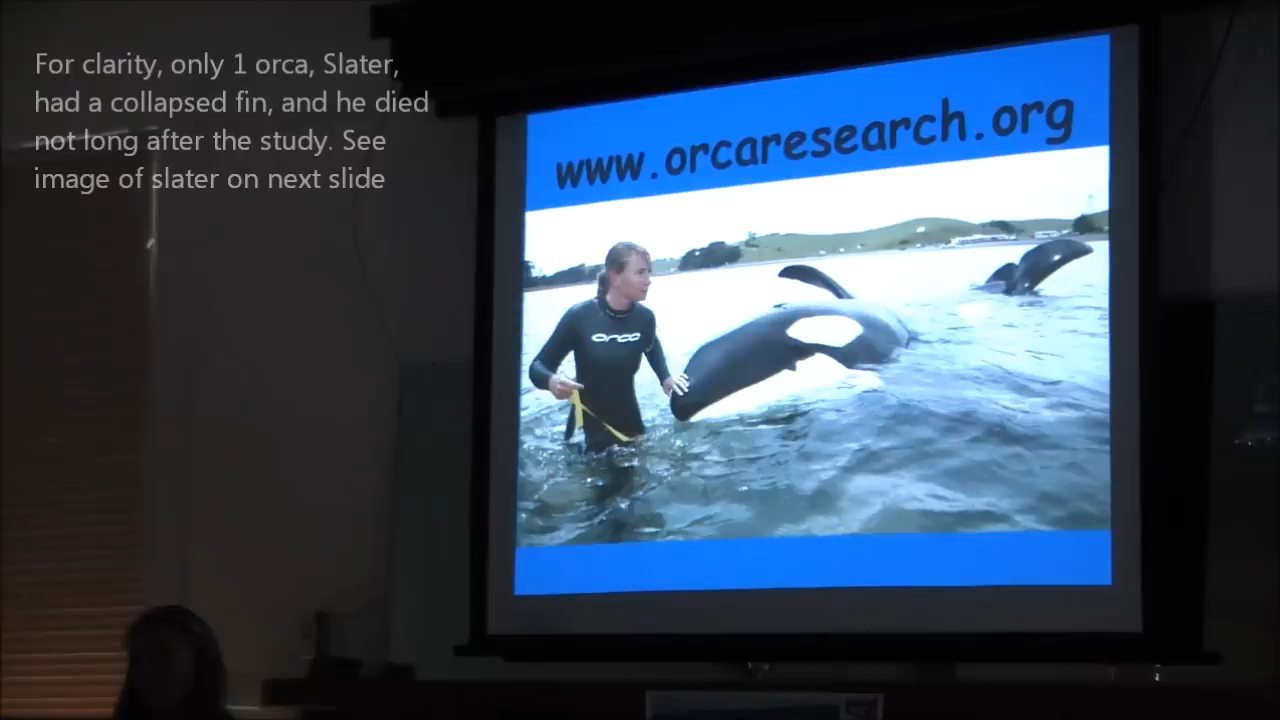 For clarity, only 1 orca, Slater,
had a collapsed fin, and he died
not long after the study. See
image of slater on next slide
www.orcaresearch.org
orca